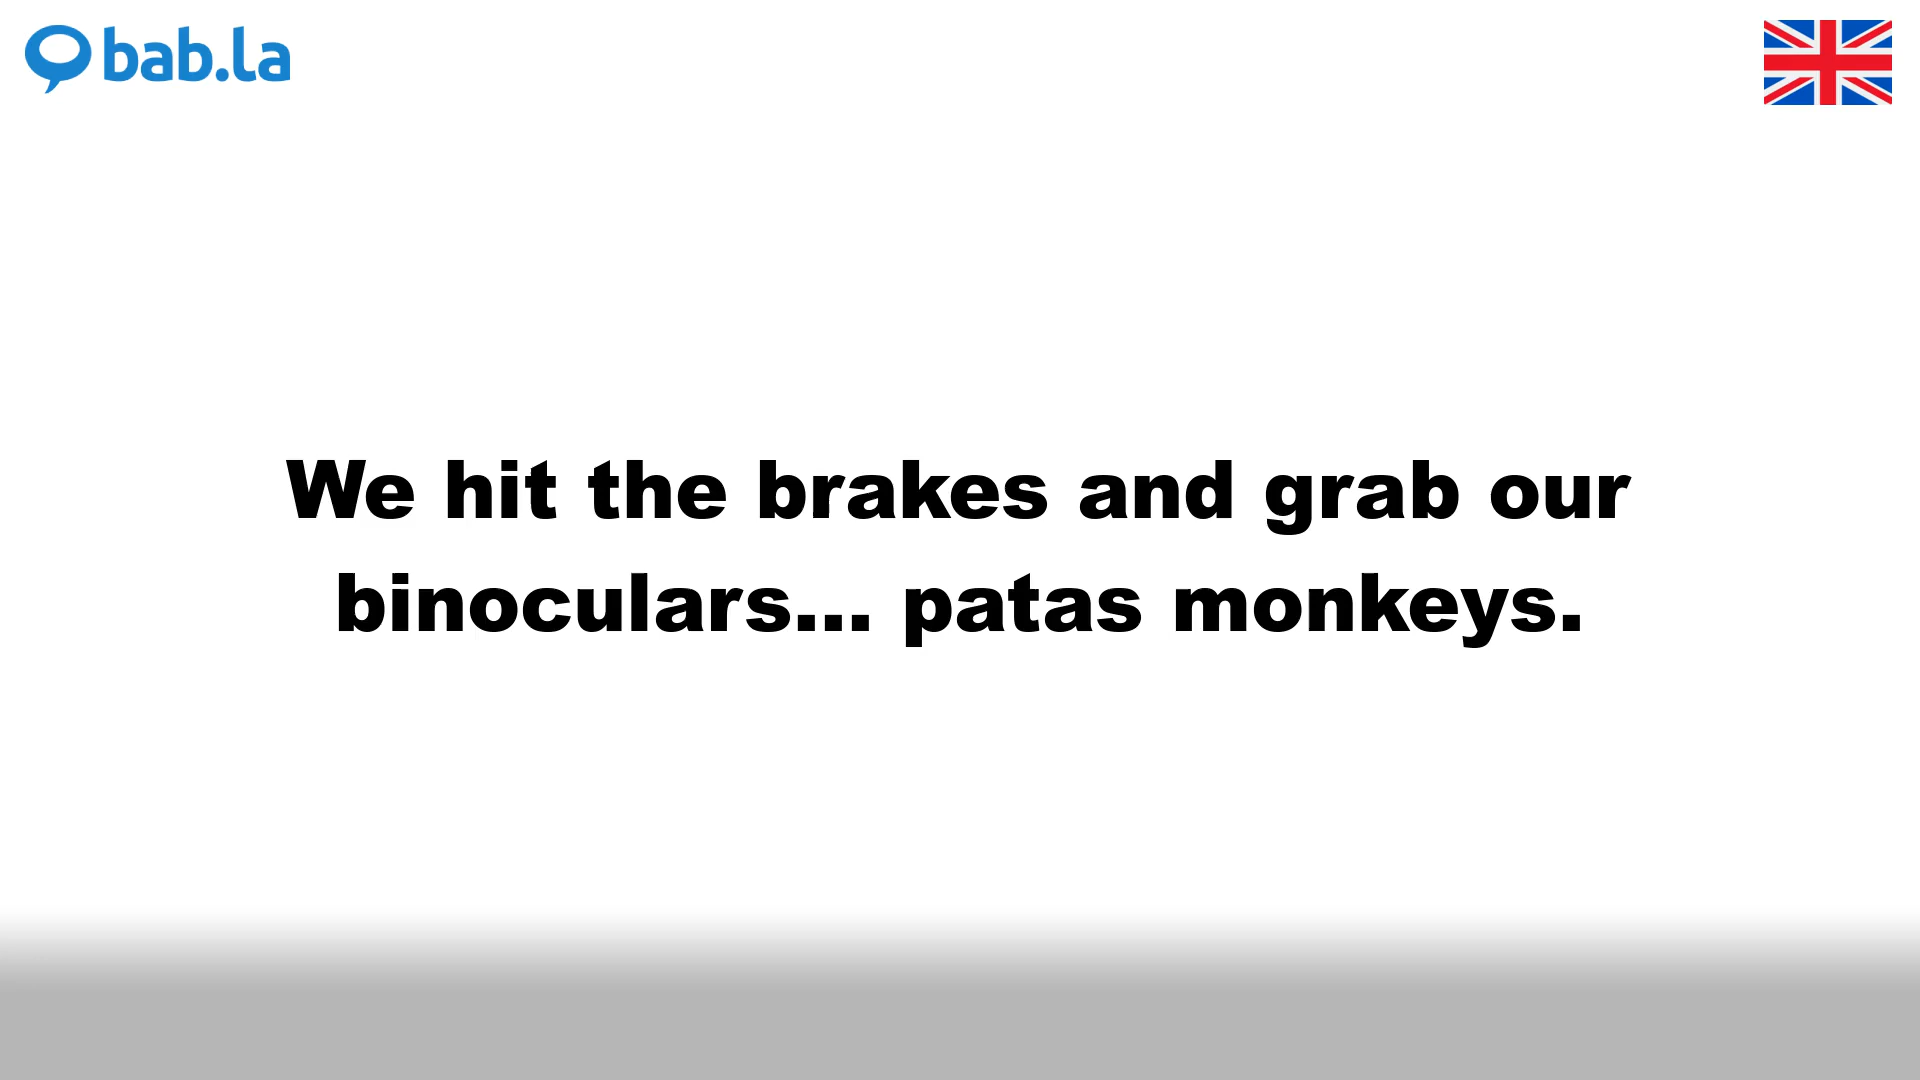 bab.la
We hit the brakes and grab our
binoculars... patas monkeys.